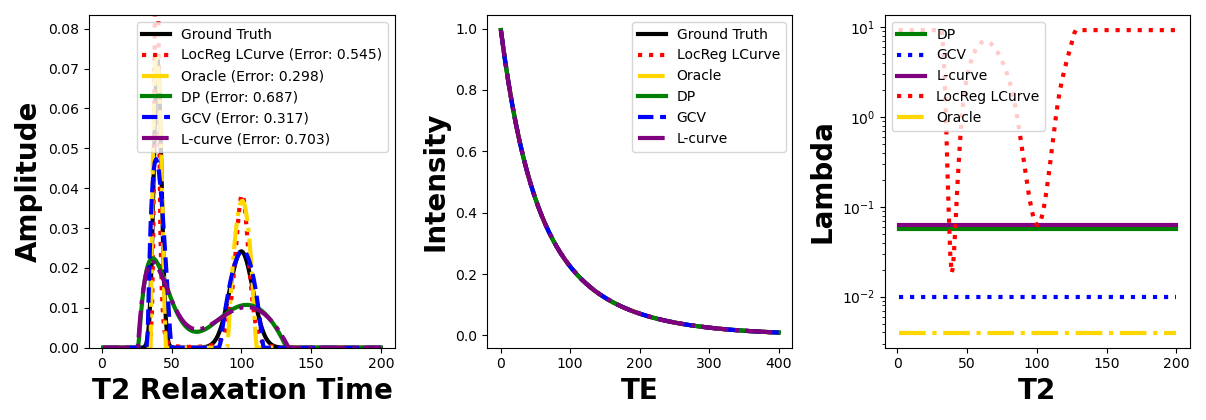 Amplitude
0.08
0.07
0.06
0.05
0.04
0.03
0.02
0.01
0.00
0
50
100
150
200
T2 Relaxation Time
Ground Truth
LocReg LCurve (Error: 0.545)
Oracle (Error: 0.298)
DP (Error: 0.687)
GCV (Error: 0.317)
L-curve (Error: 0.703)
Intensity
1.0
0.8
0.6
0.4
0.2
0.0
0
100
200
300
400
TE
Ground Truth
LocReg LCurve
Oracle
DP
GCV
L-curve
Lambda
10¹
10⁰
10⁻¹
10⁻²
0
50
100
150
200
T2
DP
GCV
L-curve
LocReg LCurve
Oracle